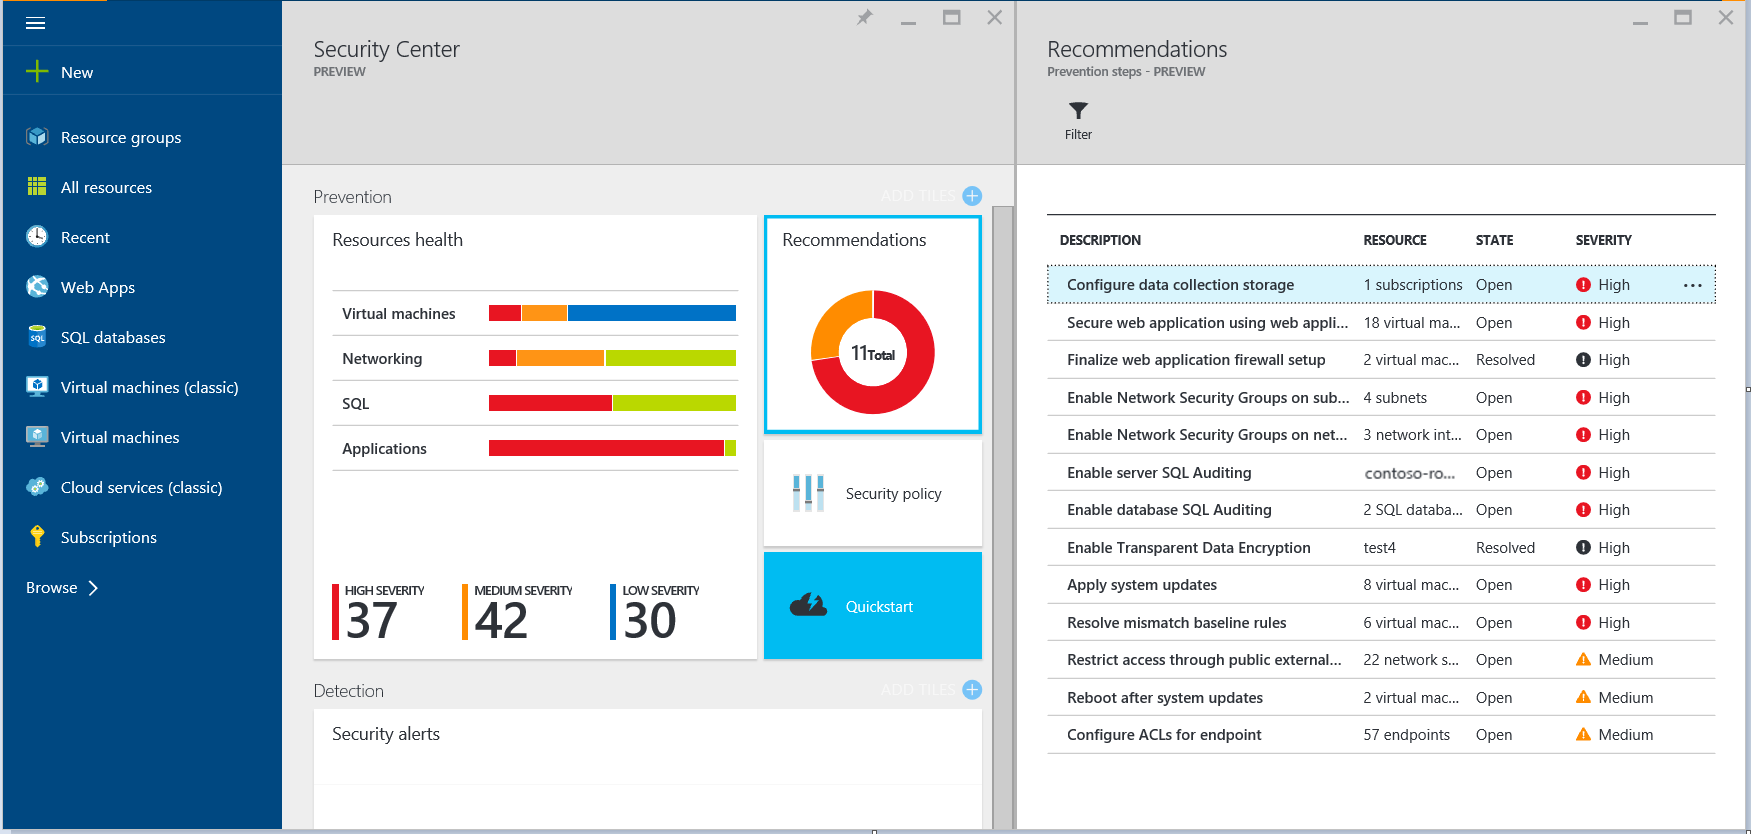 New
Resource groups
All resources
Recent
Web Apps
SQL databases
Virtual machines (classic)
Virtual machines
Cloud services (classic)
Subscriptions
Browse
Security Center
PREVIEW
Prevention
ADD TILES
Resources health
Virtual machines
Networking
SQL
Applications
HIGH SEVERITY
37
MEDIUM SEVERITY
42
LOW SEVERITY
30
Recommendations
11 Total
Security policy
Quickstart
Detection
ADD TILES
Security alerts
Recommendations
Prevention steps - PREVIEW
Filter
DESCRIPTION RESOURCE STATE SEVERITY
Configure data collection storage 1 subscriptions Open High ...
Secure web application using web appli... 18 virtual ma... Open High
Finalize web application firewall setup 2 virtual mac... Resolved High
Enable Network Security Groups on sub... 4 subnets Open High
Enable Network Security Groups on net... 3 network int... Open High
Enable server SQL Auditing contoso-ro... Open High
Enable database SQL Auditing 2 SQL databa... Open High
Enable Transparent Data Encryption test4 Resolved High
Apply system updates 8 virtual mac... Open High
Resolve mismatch baseline rules 6 virtual mac... Open High
Restrict access through public external... 22 network s... Open Medium
Reboot after system updates 2 virtual mac... Open Medium
Configure ACLs for endpoint 57 endpoints Open Medium